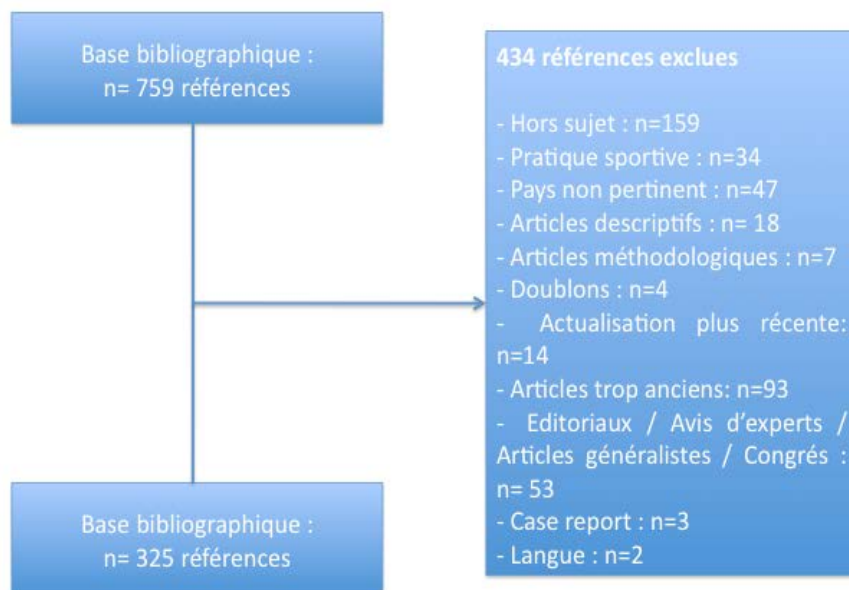 Base bibliographique :
n= 759 références
434 références exclues
- Hors sujet : n=159
- Pratique sportive : n=34
- Pays non pertinent : n=47
- Articles descriptifs : n= 18
- Articles méthodologiques : n=7
- Doublons : n=4
- Actualisation plus récente:
n=14
- Articles trop anciens: n=93
- Editoriaux / Avis d'experts /
Articles généralistes / Congrés :
n= 53
- Case report : n=3
- Langue : n=2
Base bibliographique :
n= 325 références